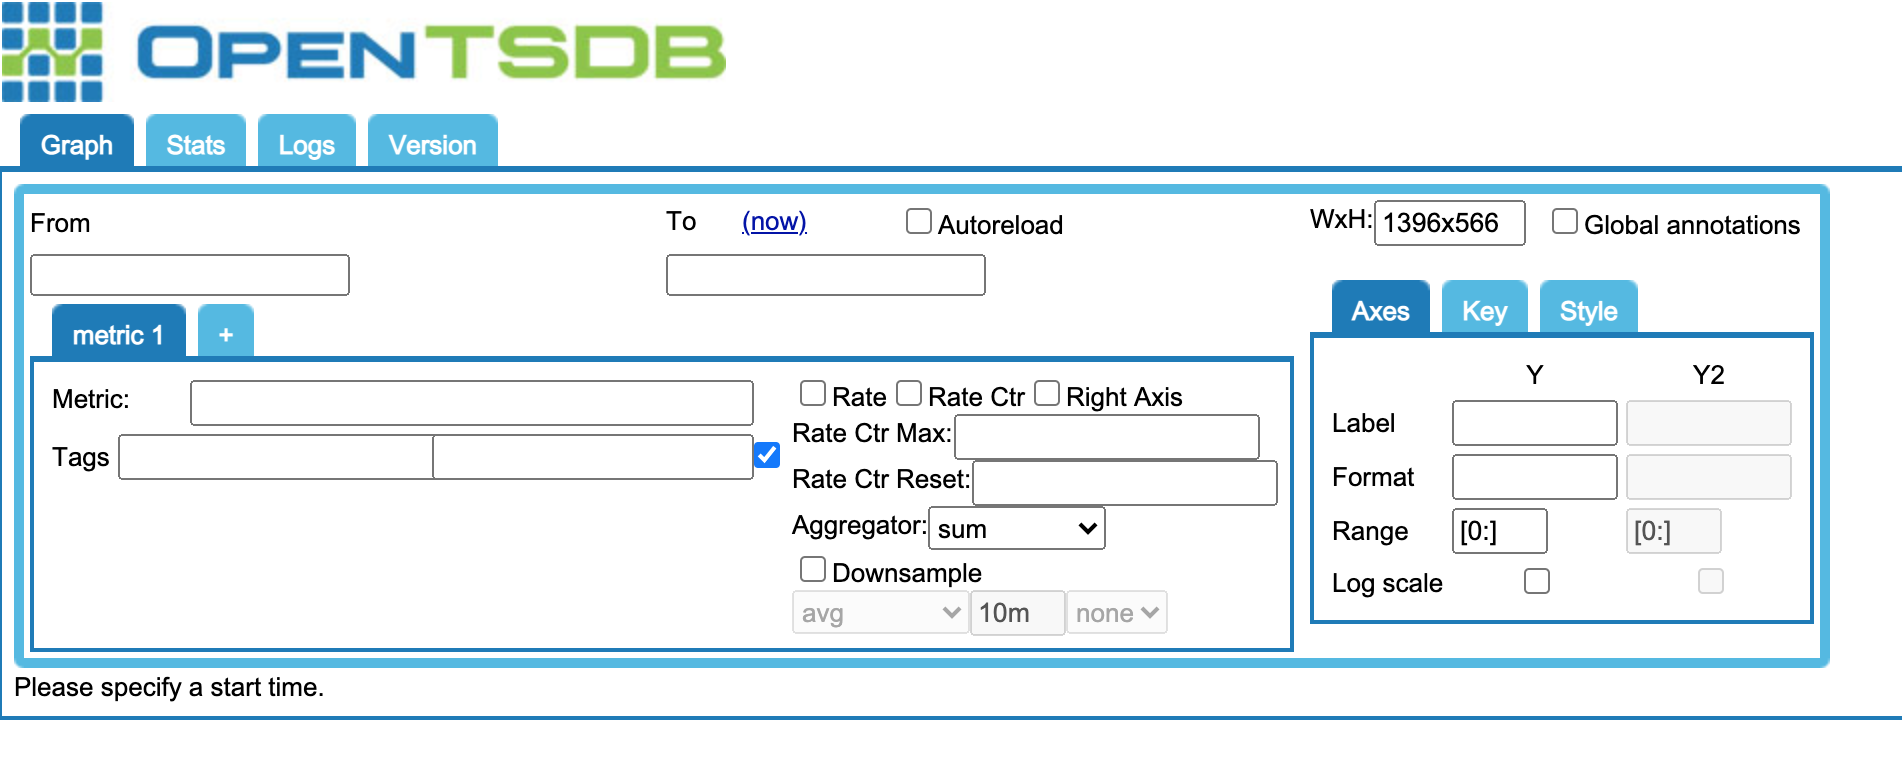 OPENTSDB
Graph Stats Logs Version
From To (now) Autoreload WxH: 1396x566 Global annotations
metric 1 + Axes Key Style
Y Y2
Metric: Rate Rate Ctr Right Axis
Label
Rate Ctr Max:
Tags
Format
Rate Ctr Reset:
Aggregator: sum
Range [0:] [0:]
Downsample
Log scale
avg 10m none
Please specify a start time.